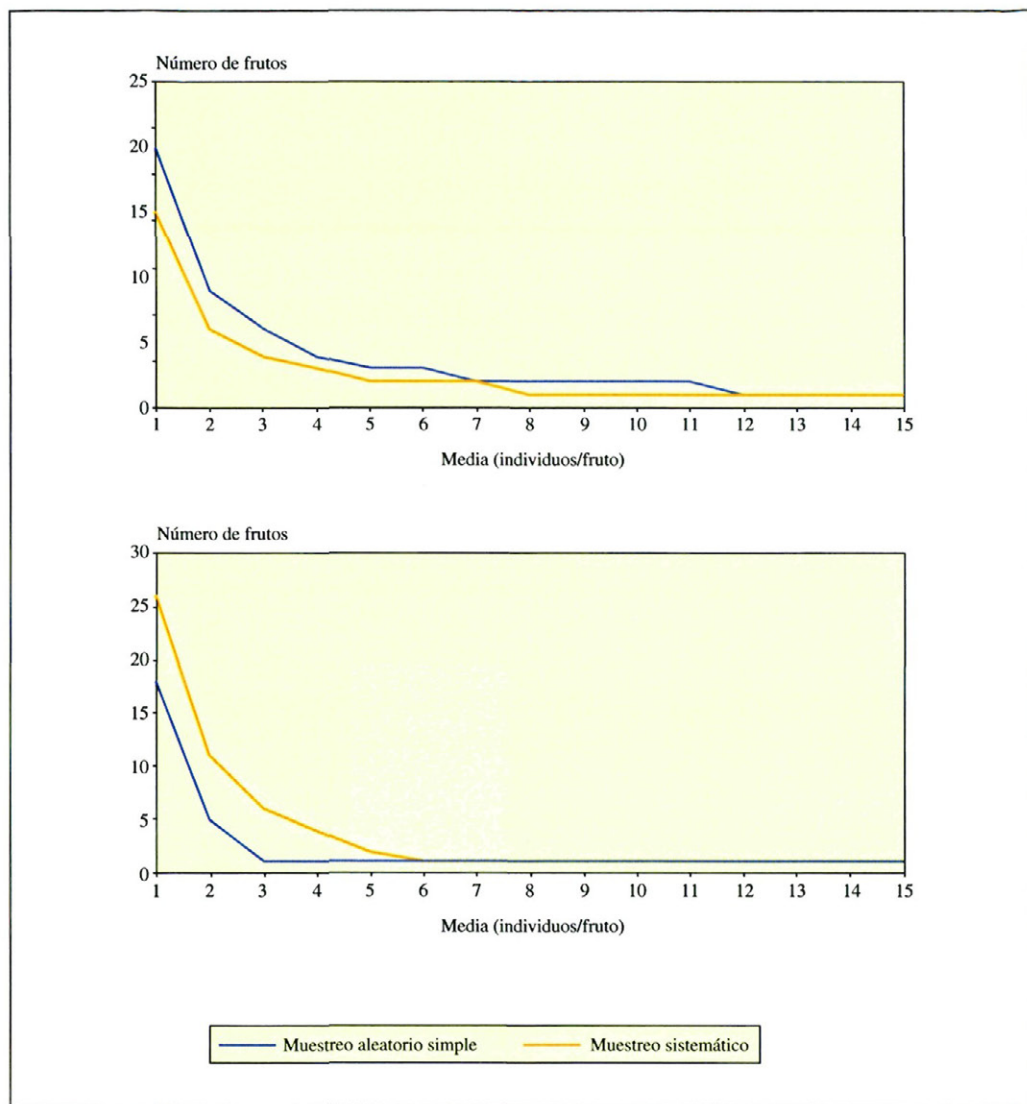 Número de frutos
25
20
15
10
5
0
1 2 3 4 5 6 7 8 9 10 11 12 13 14 15
Media (individuos/fruto)
Número de frutos
30
25
20
15
10
5
0
1 2 3 4 5 6 7 8 9 10 11 12 13 14 15
Media (individuos/fruto)
Muestreo aleatorio simple Muestreo sistemático